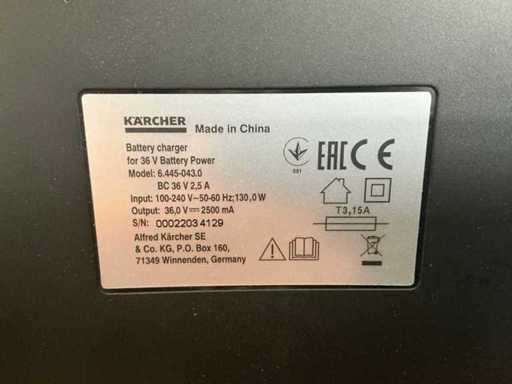 KÄRCHER Made in China
Battery charger
for 36 V Battery Power
Model: 6.445-043.0
BC 36 V 2,5 A
Input: 100-240 V~50-60 Hz;130,0 W
Output: 36,0 V⎓2500 mA
S/N: 00022034129
Alfred Kärcher SE
& Co. KG, P.O. Box 160,
71349 Winnenden, Germany
EAC CE
T3,15A